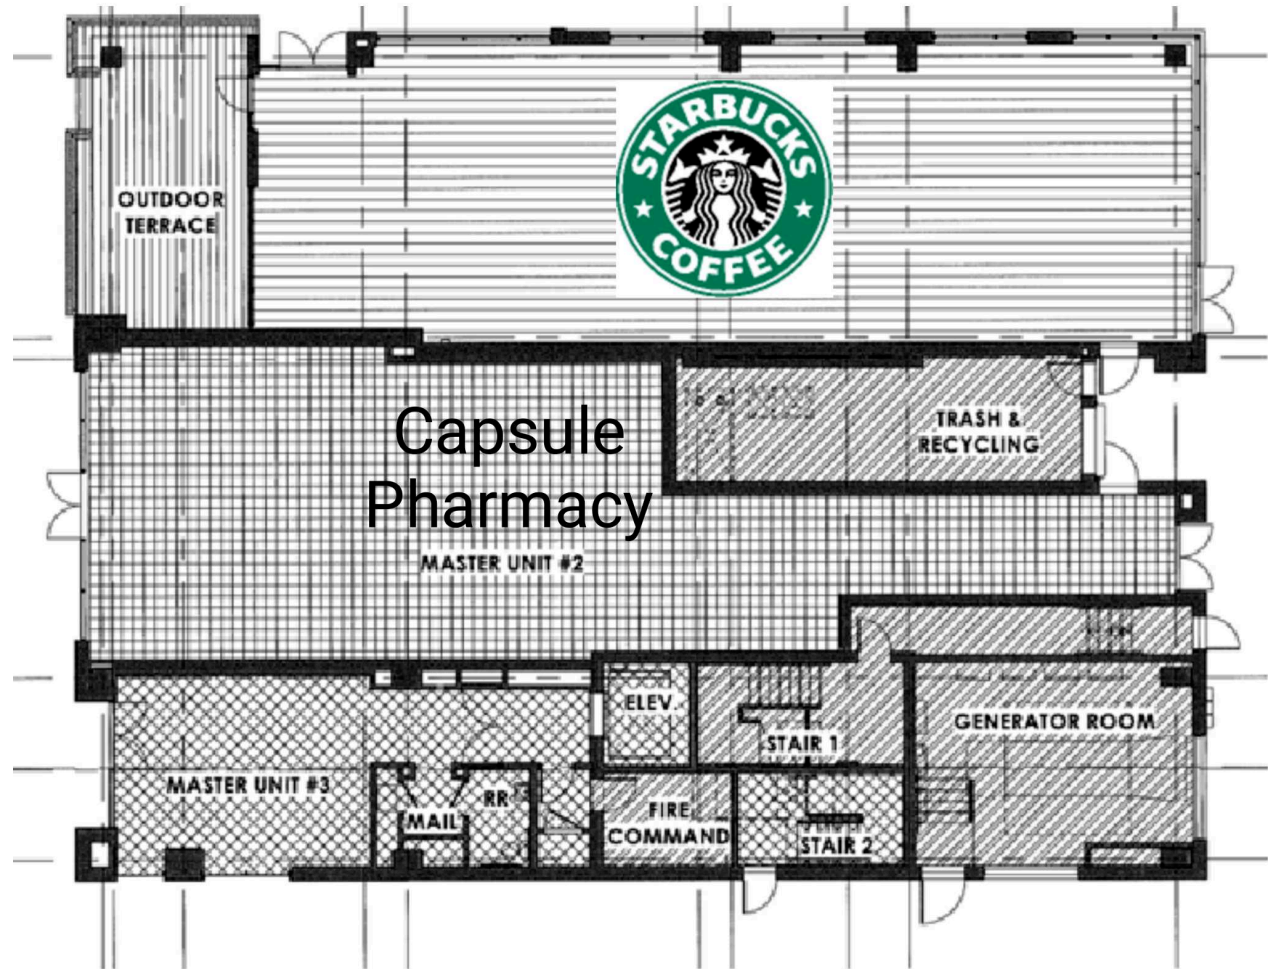 STARBUCKS
COFFEE
OUTDOOR
TERRACE
Capsule
Pharmacy
TRASH &
RECYCLING
MASTER UNIT #2
ELEV.
STAIR 1
GENERATOR ROOM
MASTER UNIT #3
MAIL
RR
FIRE
COMMAND
STAIR 2